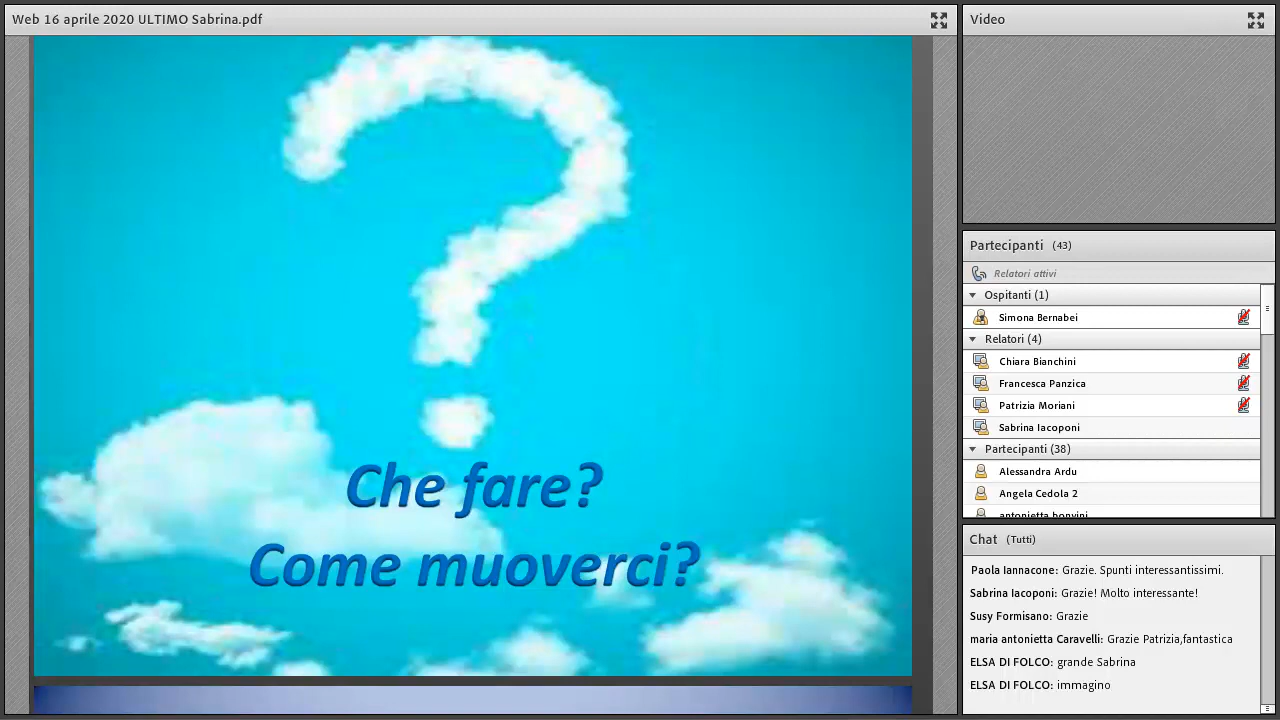 Web 16 aprile 2020 ULTIMO Sabrina.pdf
Che fare?
Come muoverci?
Video
Partecipanti (43)
Relatori attivi
Ospitanti (1)
Simona Bernabei
Relatori (4)
Chiara Bianchini
Francesca Panzica
Patrizia Moriani
Sabrina Iacoponi
Partecipanti (38)
Alessandra Ardu
Angela Cedola 2
antonietta bonvini
Chat (Tutti)
Paola Iannacone: Grazie. Spunti interessantissimi.
Sabrina Iacoponi: Grazie! Molto interessante!
Susy Formisano: Grazie
maria antonietta Caravelli: Grazie Patrizia,fantastica
ELSA DI FOLCO: grande Sabrina
ELSA DI FOLCO: immagino